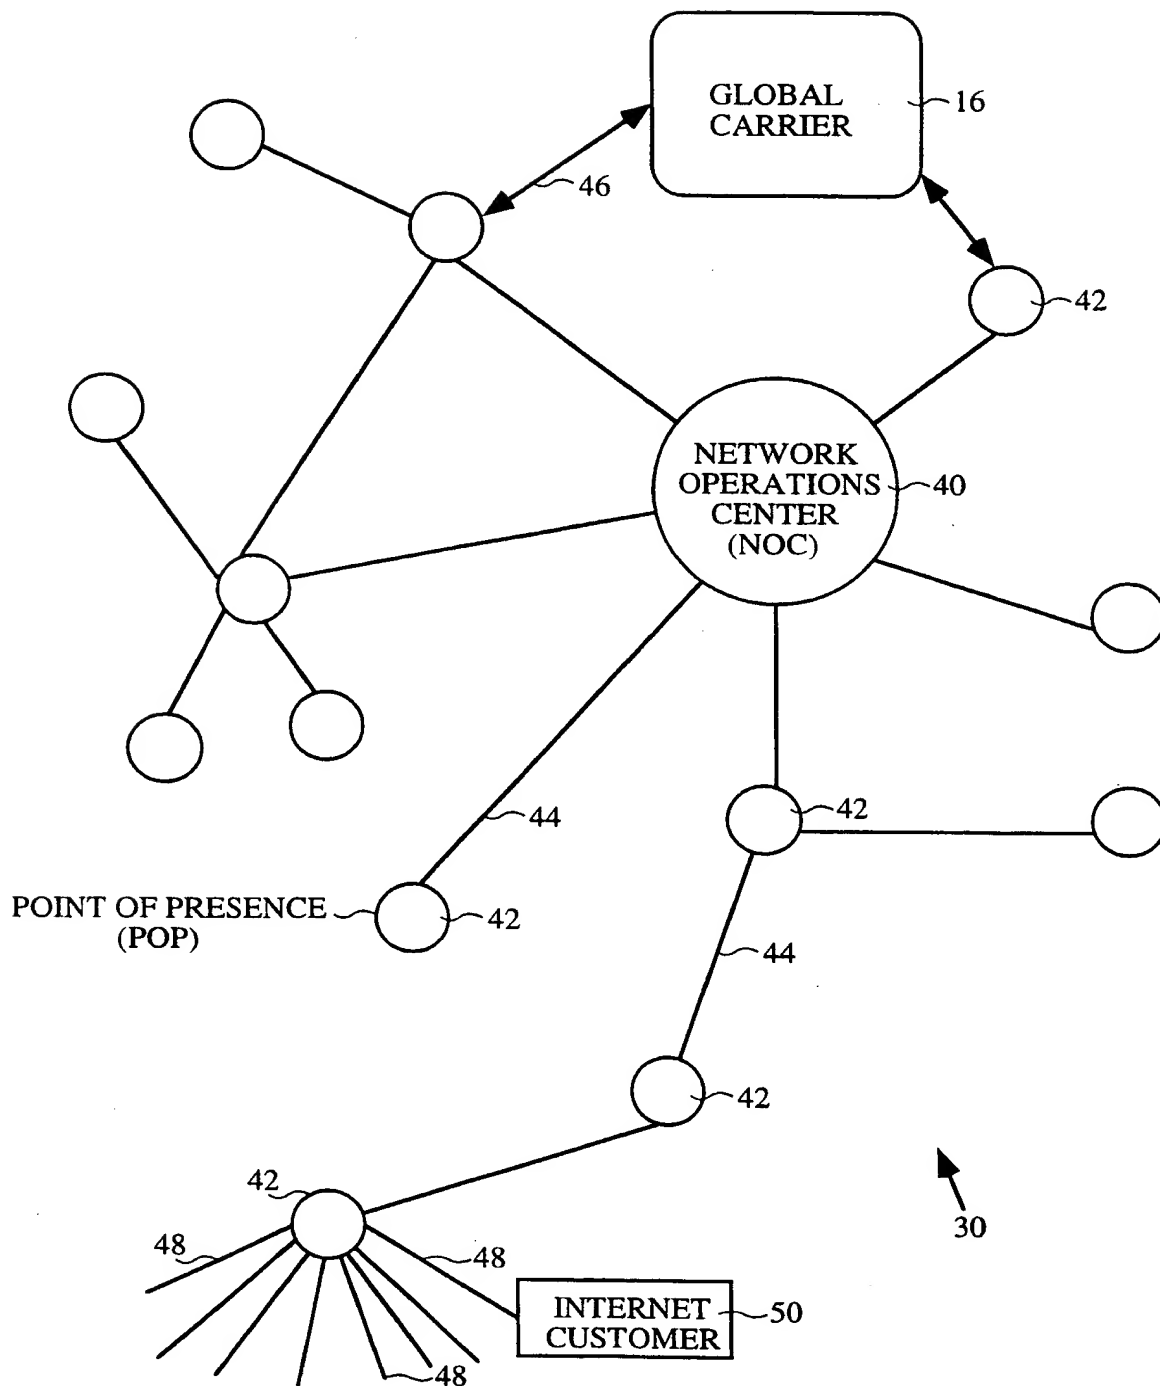 GLOBAL
CARRIER
16
46
42
NETWORK
OPERATIONS
CENTER
(NOC)
40
44
42
POINT OF PRESENCE
(POP)
42
44
42
42
48
48
30
INTERNET
CUSTOMER
50
48